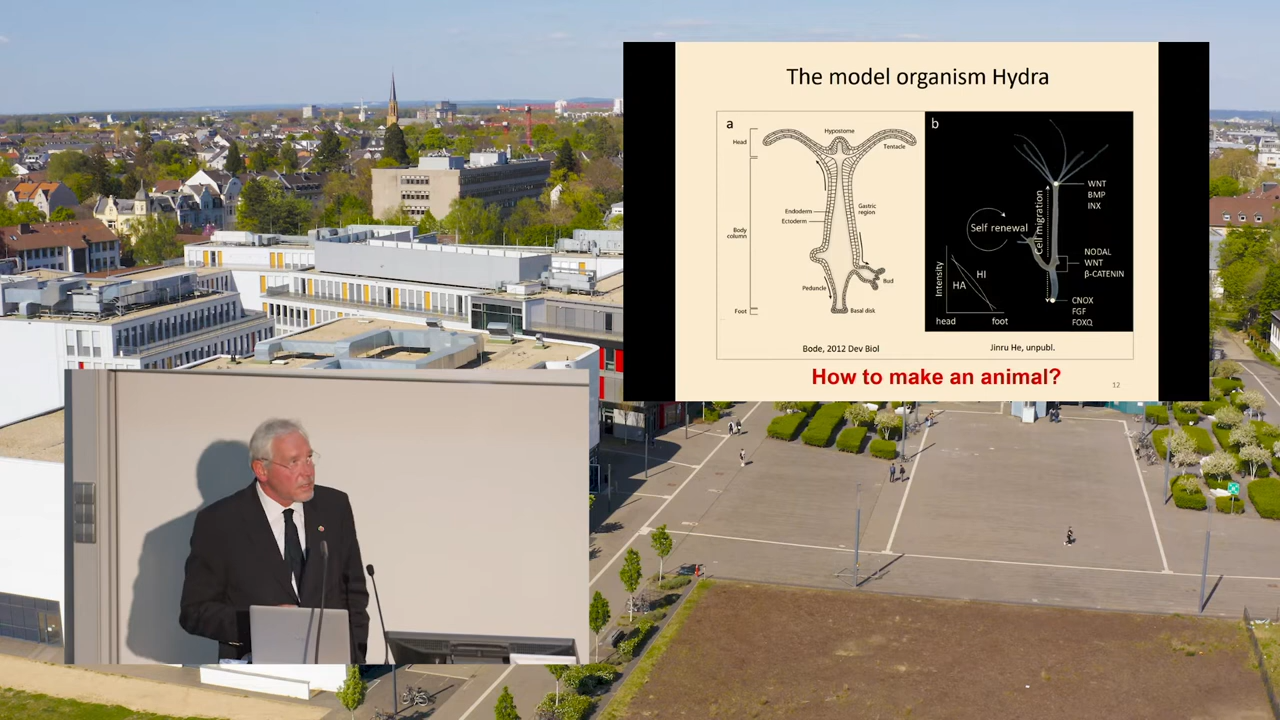 The model organism Hydra
a
Hypostome
Head
Tentacle
Endoderm
Ectoderm
Gastric
region
Body
column
Peduncle
Bud
Foot
Basal disk
Bode, 2012 Dev Biol
b
WNT
BMP
INX
Cell migration
Self renewal
NODAL
WNT
β-CATENIN
Intensity
HI
HA
CNOX
FGF
FOXQ
head foot
Jinru He, unpubl.
How to make an animal?
12